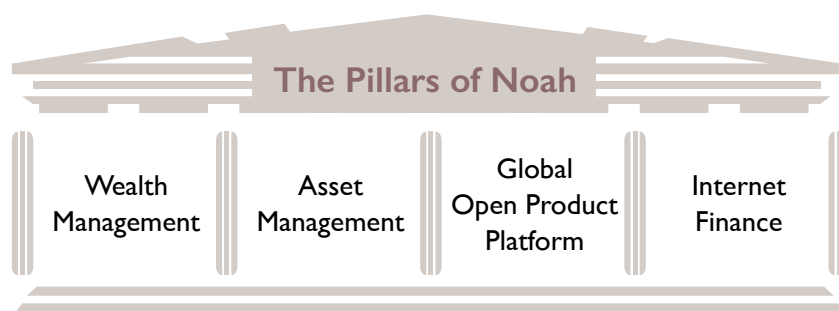 The Pillars of Noah
Wealth
Management
Asset
Management
Global
Open Product
Platform
Internet
Finance